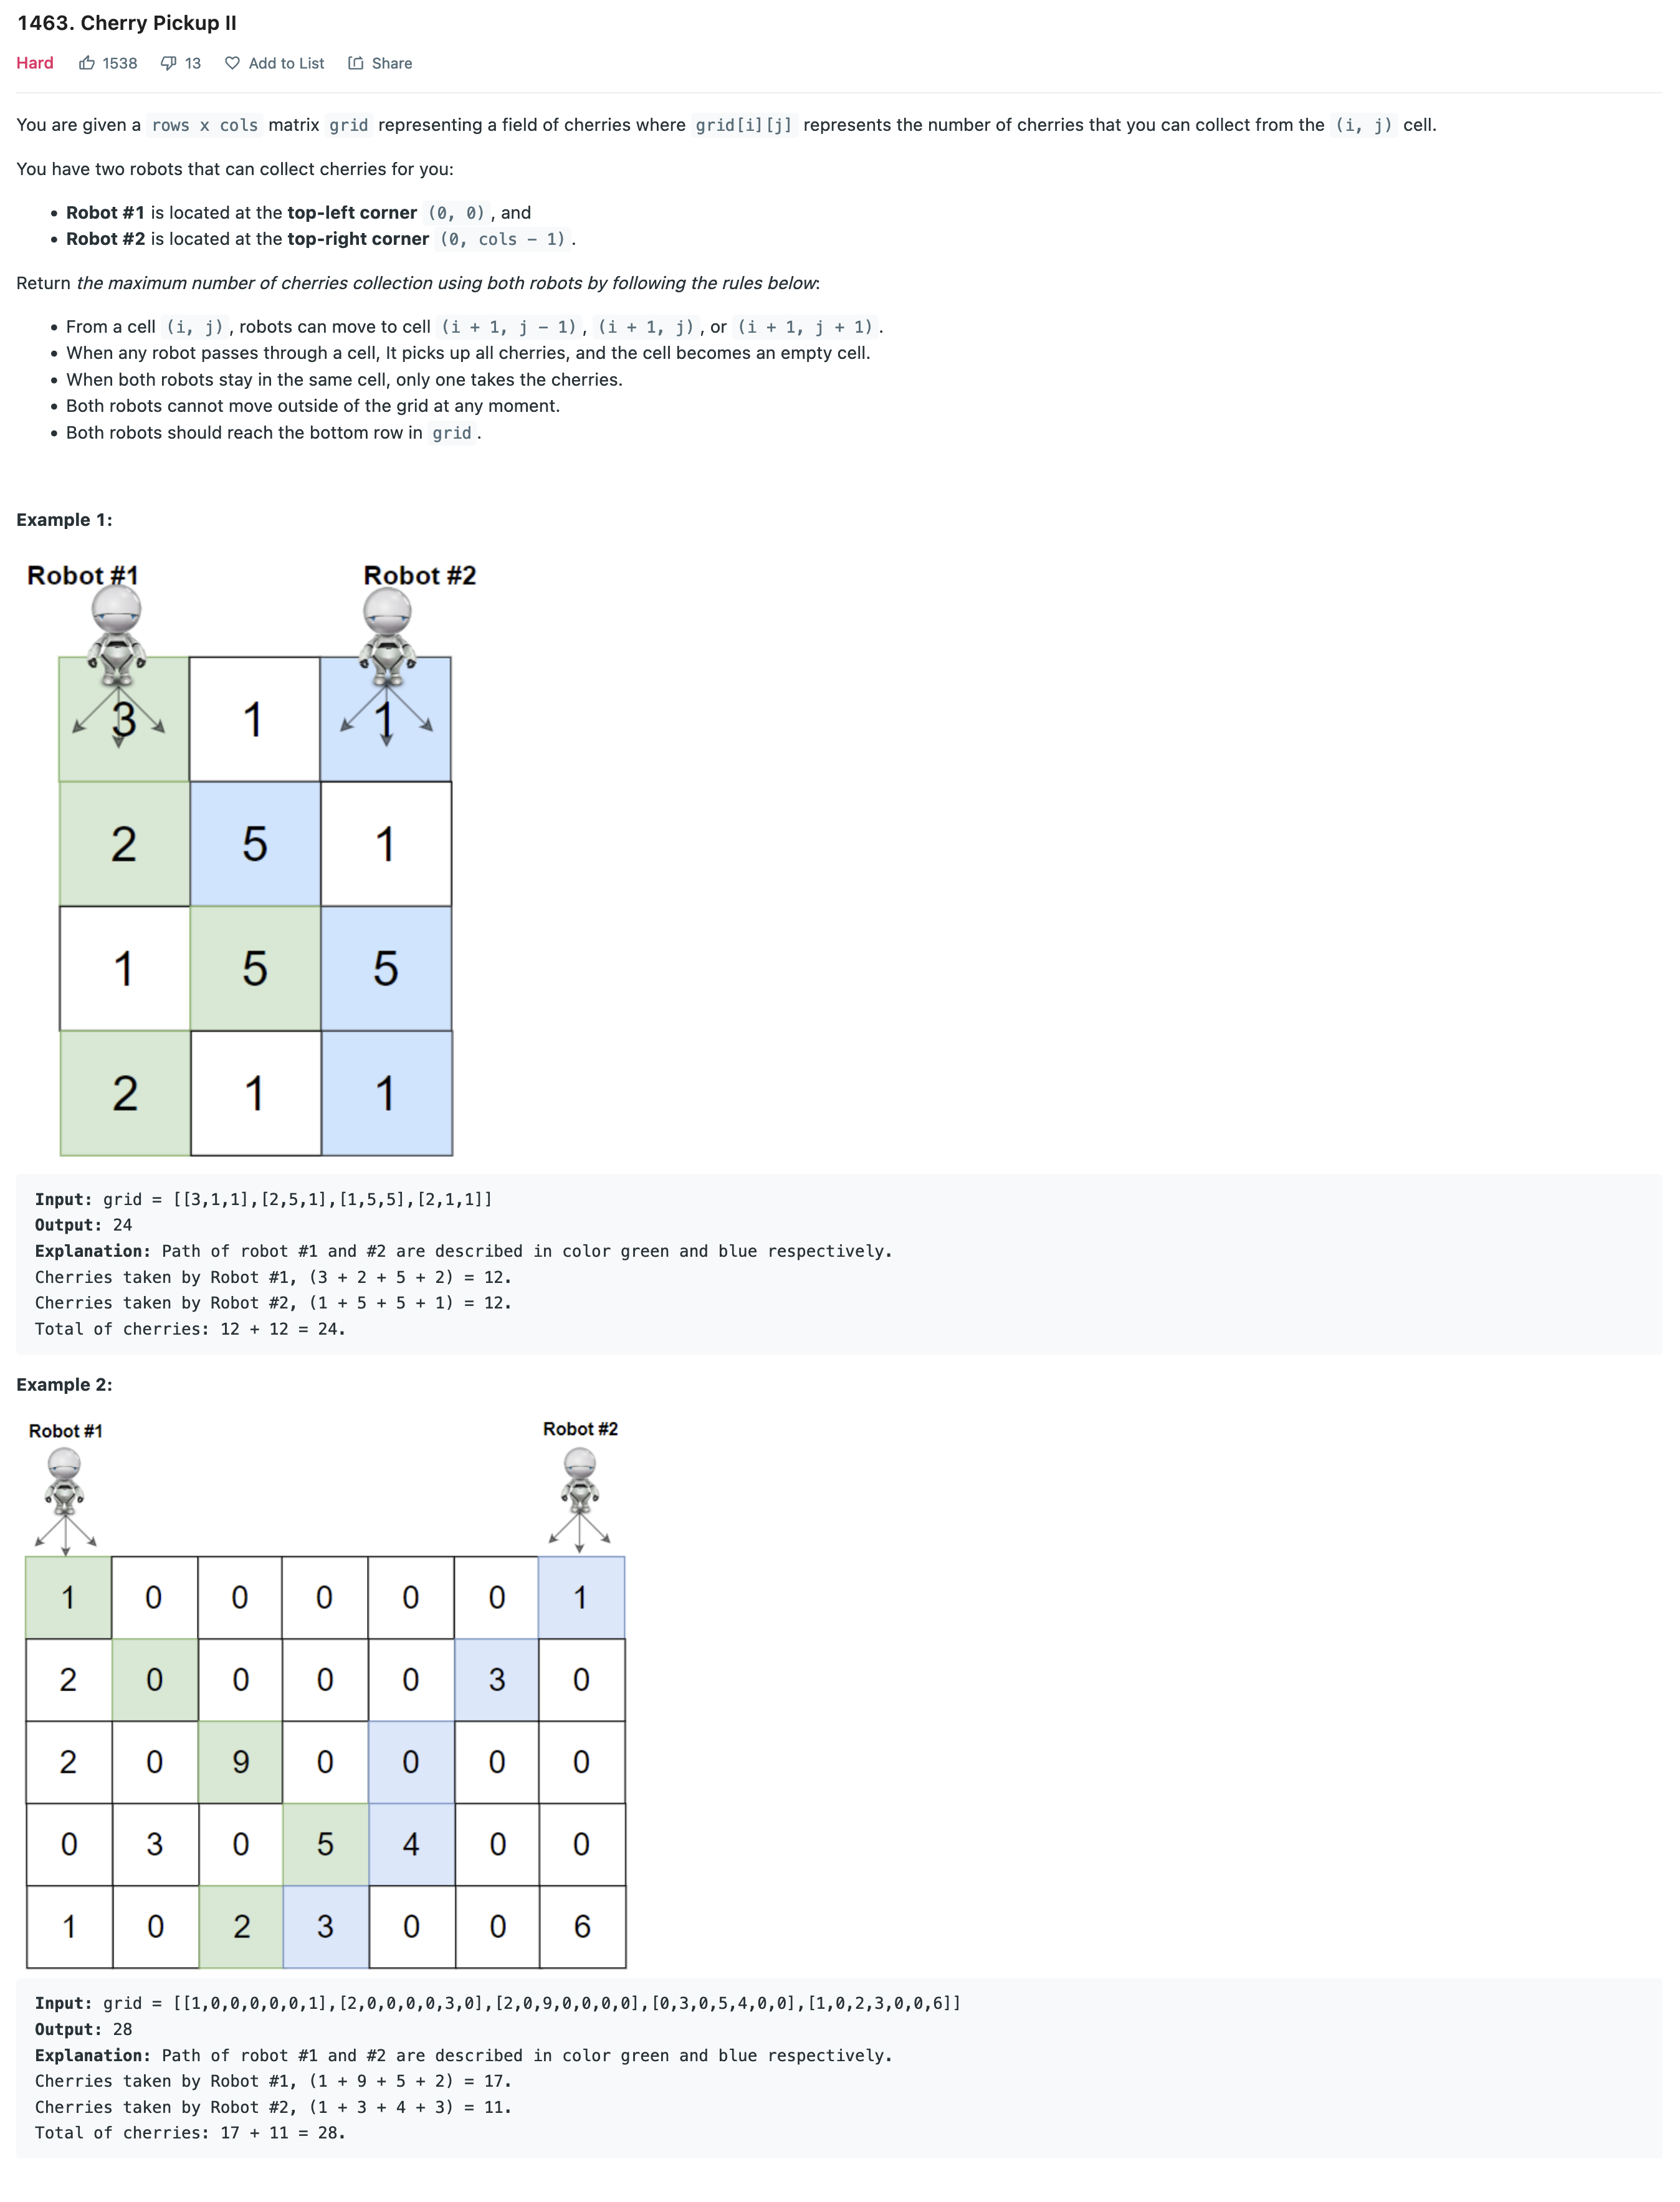 1463. Cherry Pickup II
Hard 1538 13 Add to List Share
You are given a rows x cols matrix grid representing a field of cherries where grid[i][j] represents the number of cherries that you can collect from the (i, j) cell.
You have two robots that can collect cherries for you:
• Robot #1 is located at the top-left corner (0, 0) , and
• Robot #2 is located at the top-right corner (0, cols - 1) .
Return the maximum number of cherries collection using both robots by following the rules below:
• From a cell (i, j) , robots can move to cell (i + 1, j - 1) , (i + 1, j) , or (i + 1, j + 1) .
• When any robot passes through a cell, It picks up all cherries, and the cell becomes an empty cell.
• When both robots stay in the same cell, only one takes the cherries.
• Both robots cannot move outside of the grid at any moment.
• Both robots should reach the bottom row in grid .
Example 1:
Robot #1 Robot #2
3 1 1
2 5 1
1 5 5
2 1 1
Input: grid = [[3,1,1],[2,5,1],[1,5,5],[2,1,1]]
Output: 24
Explanation: Path of robot #1 and #2 are described in color green and blue respectively.
Cherries taken by Robot #1, (3 + 2 + 5 + 2) = 12.
Cherries taken by Robot #2, (1 + 5 + 5 + 1) = 12.
Total of cherries: 12 + 12 = 24.
Example 2:
Robot #1 Robot #2
1 0 0 0 0 0 1
2 0 0 0 0 3 0
2 0 9 0 0 0 0
0 3 0 5 4 0 0
1 0 2 3 0 0 6
Input: grid = [[1,0,0,0,0,0,1],[2,0,0,0,0,3,0],[2,0,9,0,0,0,0],[0,3,0,5,4,0,0],[1,0,2,3,0,0,6]]
Output: 28
Explanation: Path of robot #1 and #2 are described in color green and blue respectively.
Cherries taken by Robot #1, (1 + 9 + 5 + 2) = 17.
Cherries taken by Robot #2, (1 + 3 + 4 + 3) = 11.
Total of cherries: 17 + 11 = 28.